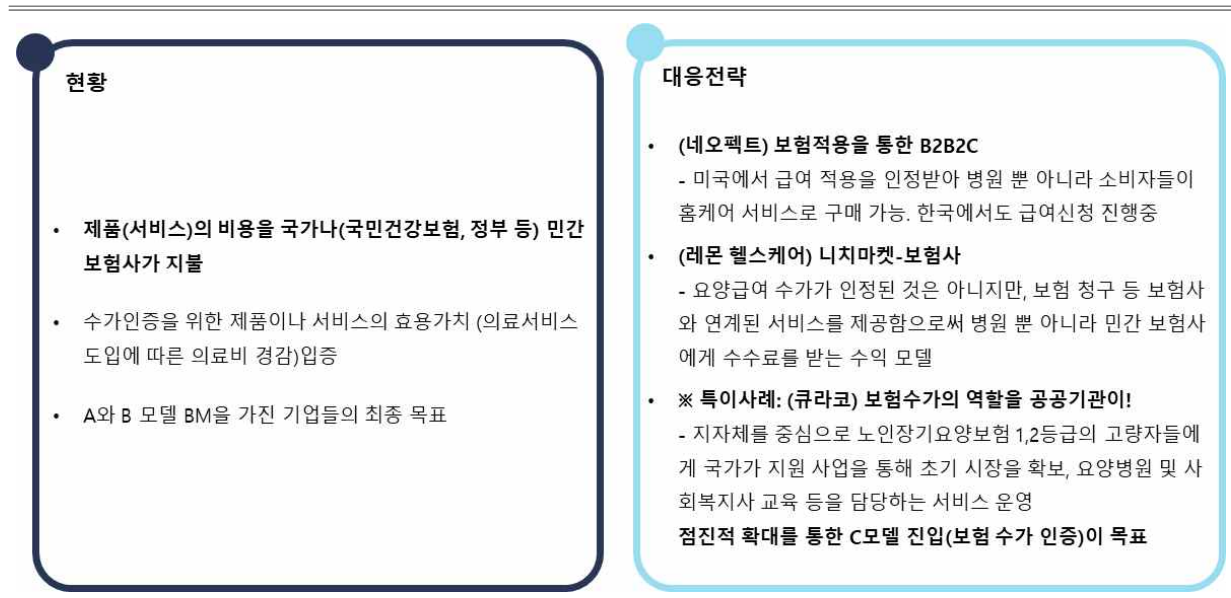 현황
• 제품(서비스)의 비용을 국가나(국민건강보험, 정부 등) 민간
보험사가 지불
• 수가인증을 위한 제품이나 서비스의 효용가치 (의료서비스
도입에 따른 의료비 경감)입증
• A와 B 모델 BM을 가진 기업들의 최종 목표
대응전략
• (네오펙트) 보험적용을 통한 B2B2C
- 미국에서 급여 적용을 인정받아 병원 뿐 아니라 소비자들이
홈케어 서비스로 구매 가능. 한국에서도 급여신청 진행중
• (레몬 헬스케어) 니치마켓-보험사
- 요양급여 수가가 인정된 것은 아니지만, 보험 청구 등 보험사
와 연계된 서비스를 제공함으로써 병원 뿐 아니라 민간 보험사
에게 수수료를 받는 수익 모델
• ※ 특이사례: (큐라코) 보험수가의 역할을 공공기관이!
- 지자체를 중심으로 노인장기요양보험 1,2등급의 고량자들에
게 국가가 지원 사업을 통해 초기 시장을 확보, 요양병원 및 사
회복지사 교육 등을 담당하는 서비스 운영
점진적 확대를 통한 C모델 진입(보험 수가 인증)이 목표